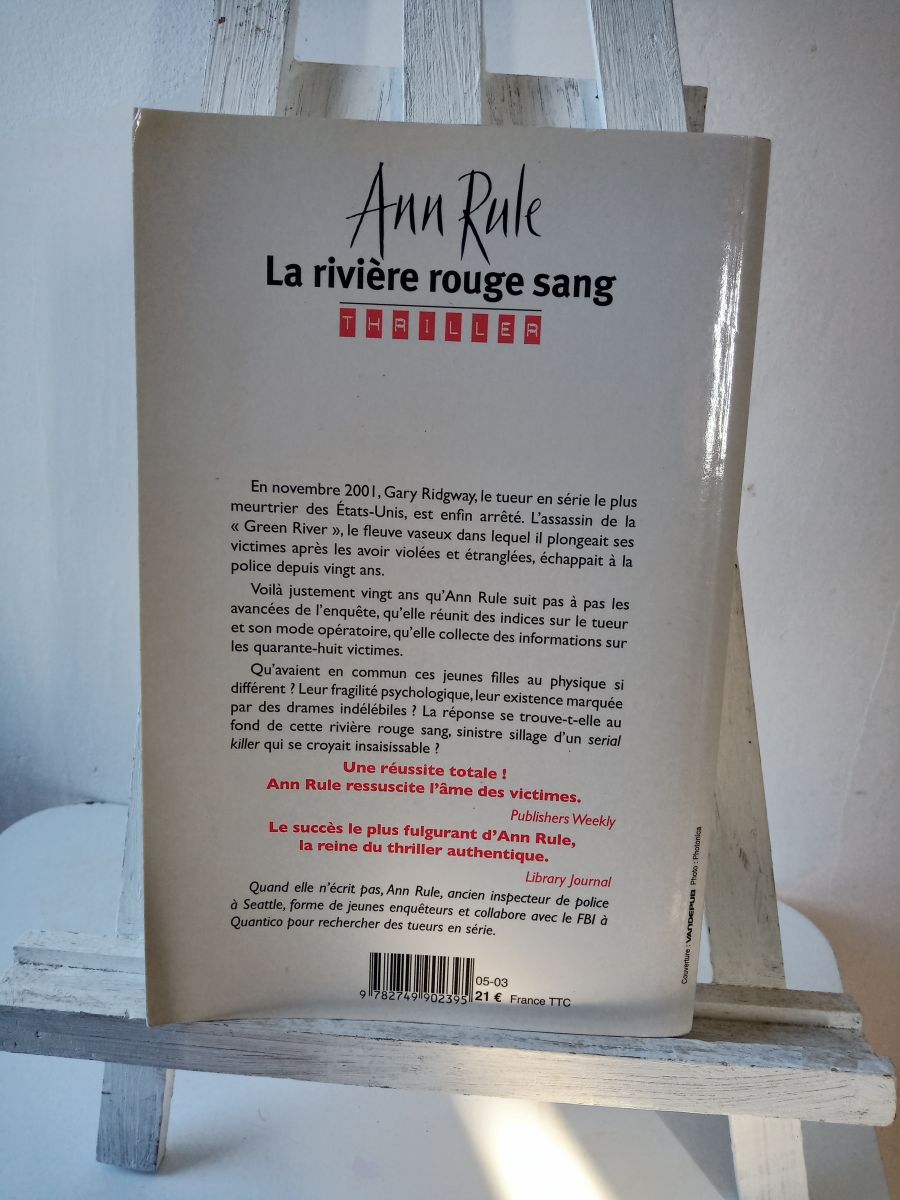 Ann Rule
La rivière rouge sang
THRILLER
En novembre 2001, Gary Ridgway, le tueur en série le plus
meurtrier des États-Unis, est enfin arrêté. L'assassin de la
« Green River », le fleuve vaseux dans lequel il plongeait ses
victimes après les avoir violées et étranglées, échappait à la
police depuis vingt ans.
Voilà justement vingt ans qu'Ann Rule suit pas à pas les
avancées de l'enquête, qu'elle réunit des indices sur le tueur
et son mode opératoire, qu'elle collecte des informations sur
les quarante-huit victimes.
Qu'avaient en commun ces jeunes filles au physique si
différent ? Leur fragilité psychologique, leur existence marquée
par des drames indélébiles ? La réponse se trouve-t-elle au
fond de cette rivière rouge sang, sinistre sillage d'un serial
killer qui se croyait insaisissable ?
Une réussite totale !
Ann Rule ressuscite l'âme des victimes.
Publishers Weekly
Le succès le plus fulgurant d'Ann Rule,
la reine du thriller authentique.
Library Journal
Quand elle n'écrit pas, Ann Rule, ancien inspecteur de police
à Seattle, forme de jeunes enquêteurs et collabore avec le FBI à
Quantico pour rechercher des tueurs en série.
Couverture : VANDEPUB Photo : Photonica
05-03
9 782749 902395 21 € France TTC